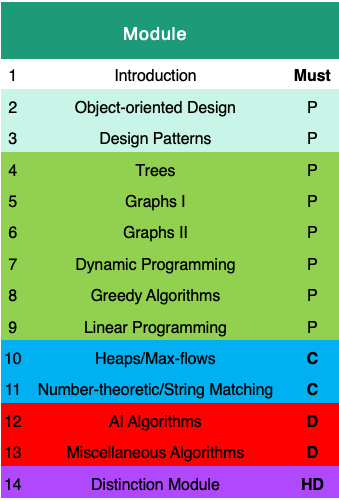 Module
1 Introduction Must
2 Object-oriented Design P
3 Design Patterns P
4 Trees P
5 Graphs I P
6 Graphs II P
7 Dynamic Programming P
8 Greedy Algorithms P
9 Linear Programming P
10 Heaps/Max-flows C
11 Number-theoretic/String Matching C
12 AI Algorithms D
13 Miscellaneous Algorithms D
14 Distinction Module HD